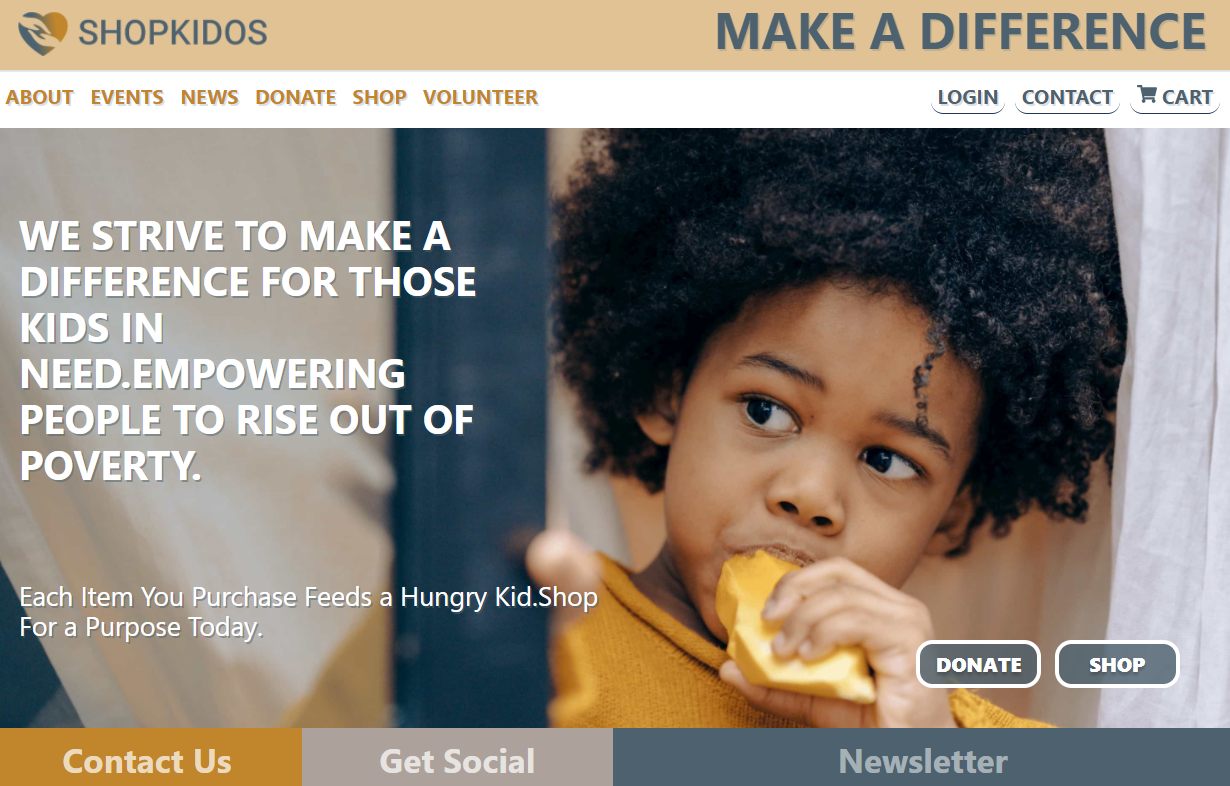 SHOPKIDOS
MAKE A DIFFERENCE
ABOUT EVENTS NEWS DONATE SHOP VOLUNTEER
LOGIN CONTACT CART
WE STRIVE TO MAKE A
DIFFERENCE FOR THOSE
KIDS IN
NEED.EMPOWERING
PEOPLE TO RISE OUT OF
POVERTY.
Each Item You Purchase Feeds a Hungry Kid.Shop
For a Purpose Today.
DONATE SHOP
Contact Us Get Social Newsletter